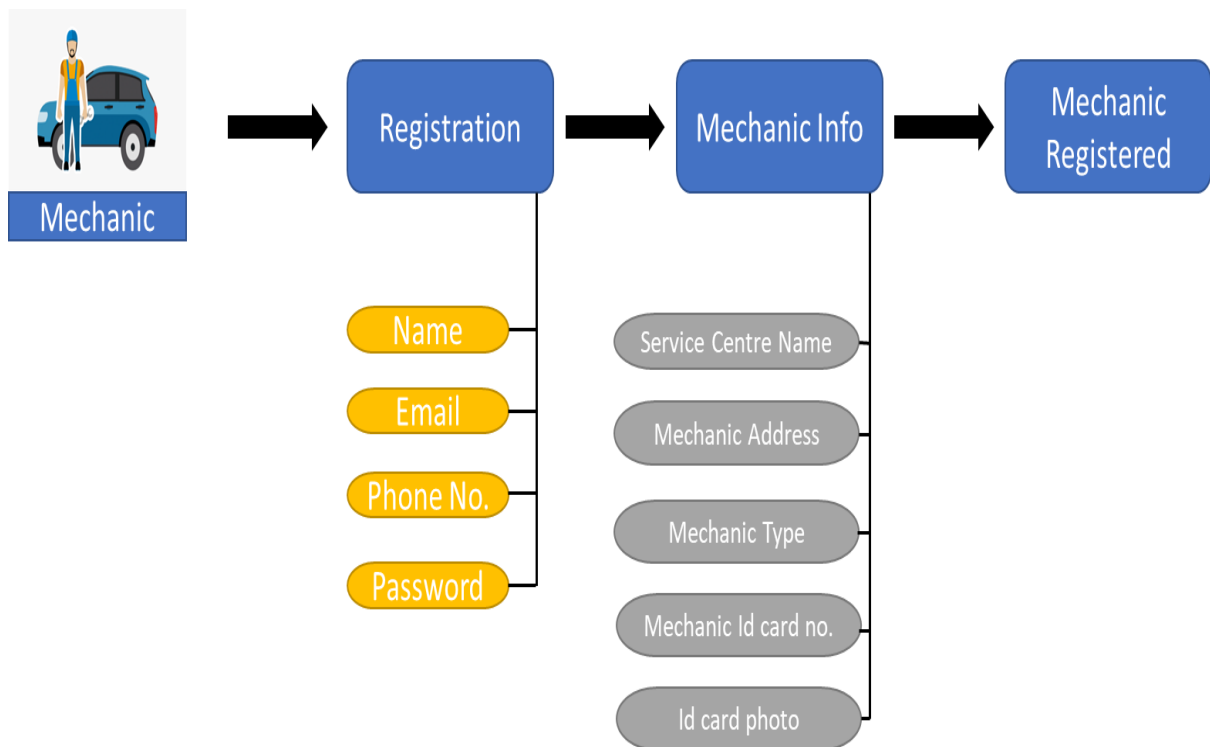 Mechanic
Registration
Mechanic Info
Mechanic
Registered
Name
Email
Phone No.
Password
Service Centre Name
Mechanic Address
Mechanic Type
Mechanic Id card no.
Id card photo